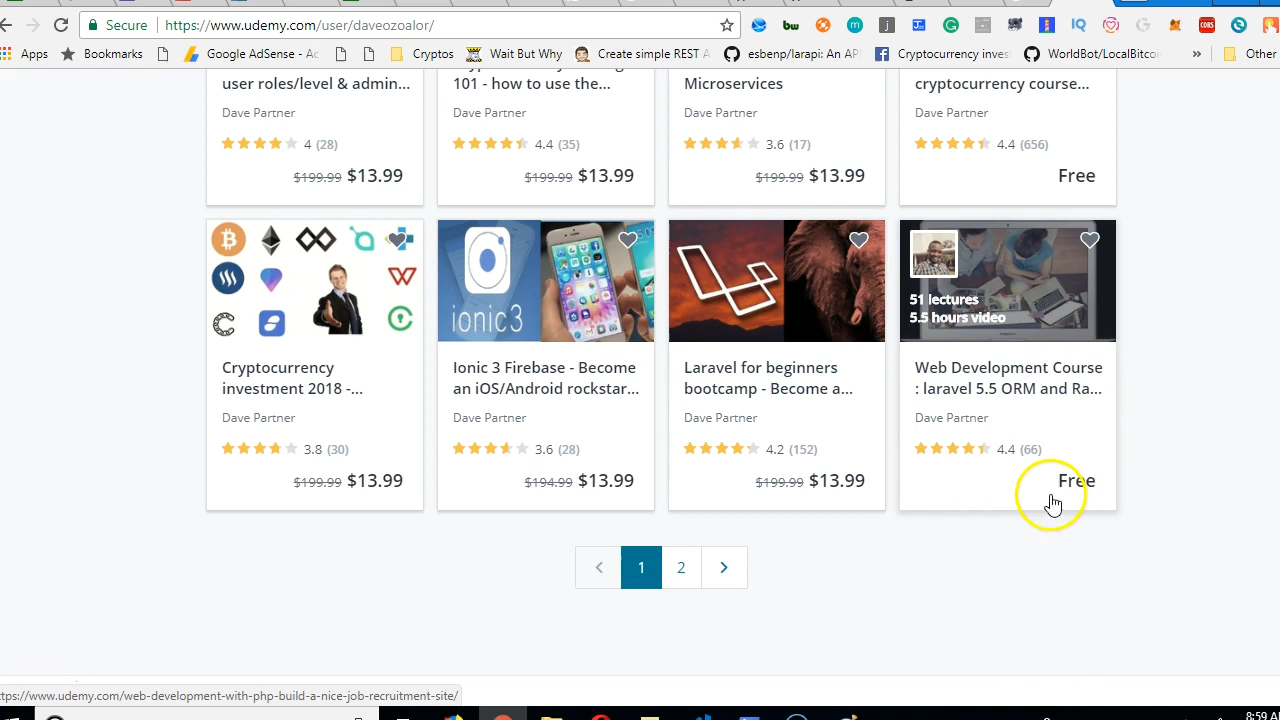 Secure https://www.udemy.com/user/daveozoalor/
Apps Bookmarks Google AdSense - Ac Cryptos Wait But Why Create simple REST A esbenp/larapi: An AP Cryptocurrency inves WorldBot/LocalBitco » Other
user roles/level & admin...
101 - how to use the...
Microservices
cryptocurrency course...
Dave Partner
Dave Partner
Dave Partner
Dave Partner
4 (28)
4.4 (35)
3.6 (17)
4.4 (656)
$199.99 $13.99
$199.99 $13.99
$199.99 $13.99
Free
ionic3
51 lectures
5.5 hours video
Cryptocurrency
investment 2018 -...
Dave Partner
3.8 (30)
$199.99 $13.99
Ionic 3 Firebase - Become
an iOS/Android rockstar...
Dave Partner
3.6 (28)
$194.99 $13.99
Laravel for beginners
bootcamp - Become a...
Dave Partner
4.2 (152)
$199.99 $13.99
Web Development Course
: laravel 5.5 ORM and Ra...
Dave Partner
4.4 (66)
Free
1 2
ttps://www.udemy.com/web-development-with-php-build-a-nice-job-recruitment-site/
8:59 A